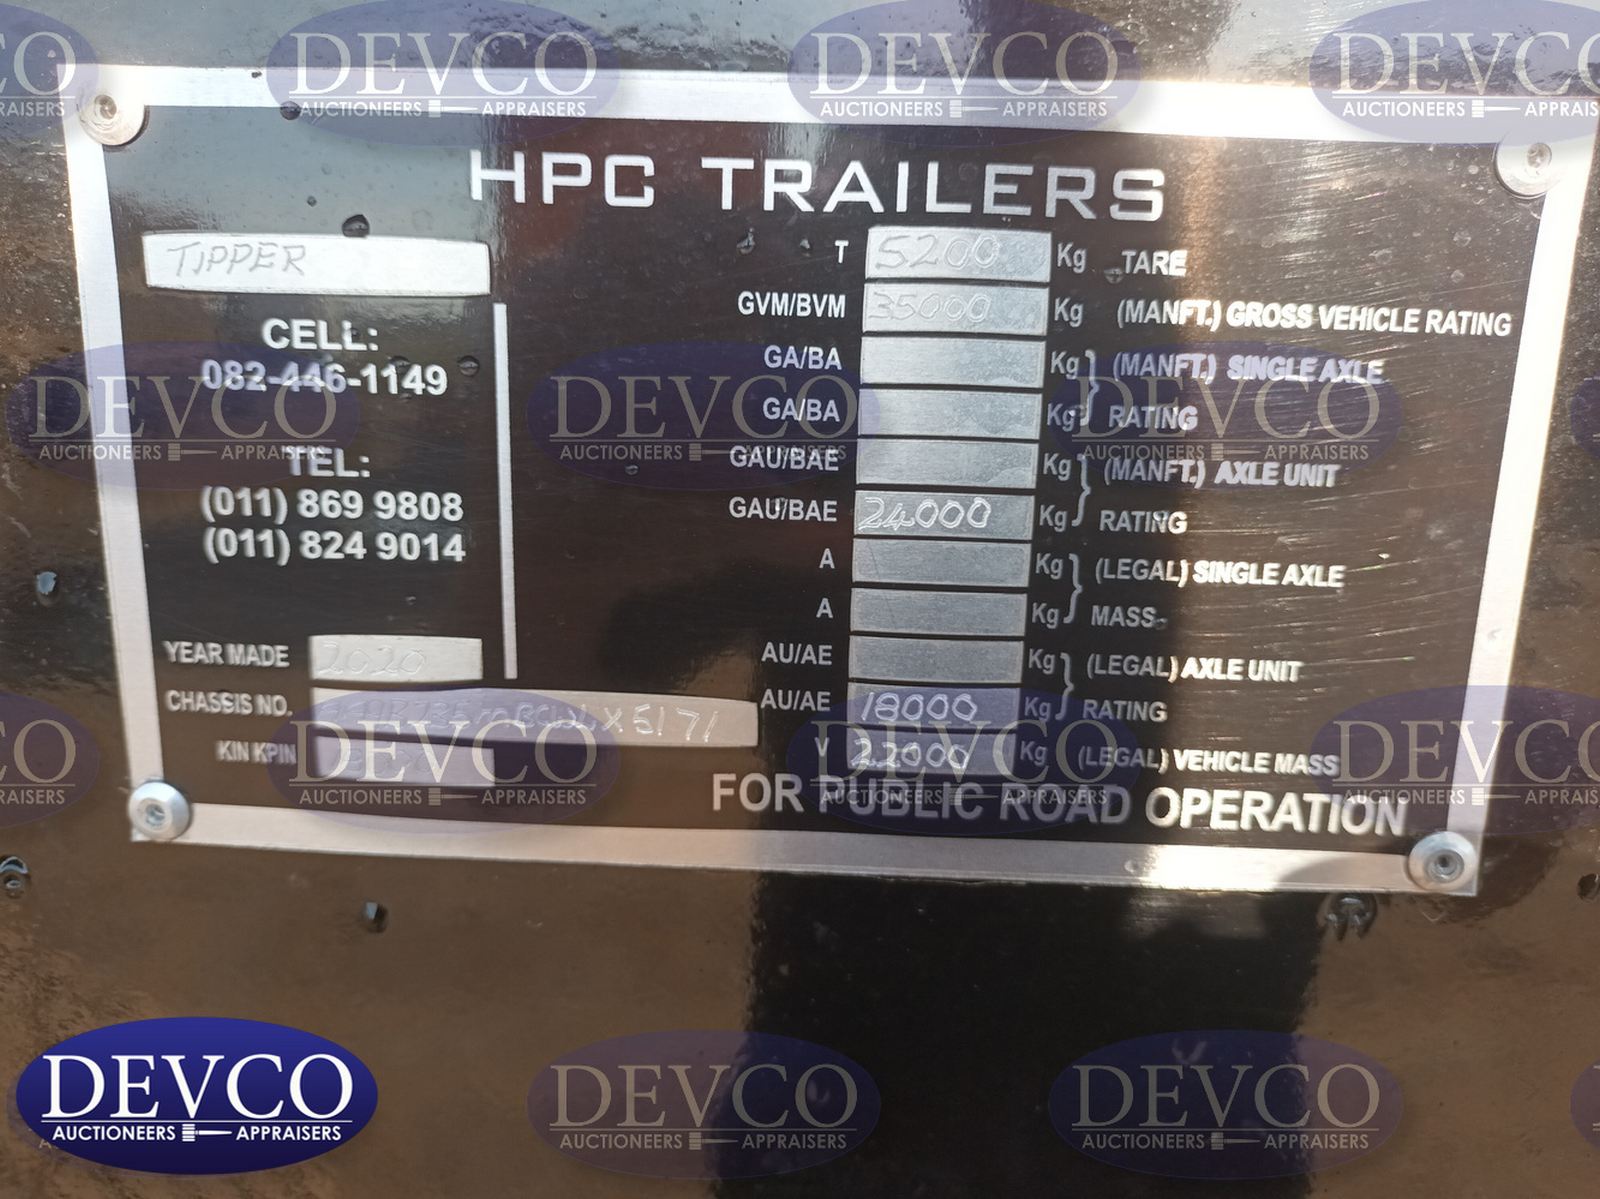 HPC TRAILERS
TIPPER
CELL:
082-446-1149
TEL:
(011) 869 9808
(011) 824 9014
YEAR MADE 2020
CHASSIS NO.
KIN KPIN
T 5200 Kg TARE
GVM/BVM 35000 Kg (MANFT.) GROSS VEHICLE RATING
GA/BA Kg } (MANFT.) SINGLE AXLE
GA/BA Kg RATING
GAU/BAE Kg } (MANFT.) AXLE UNIT
GAU/BAE 24000 Kg RATING
A Kg } (LEGAL) SINGLE AXLE
A Kg MASS
AU/AE Kg } (LEGAL) AXLE UNIT
AU/AE 18000 Kg RATING
V 22000 Kg (LEGAL) VEHICLE MASS
FOR PUBLIC ROAD OPERATION
DEVCO
AUCTIONEERS APPRAISERS